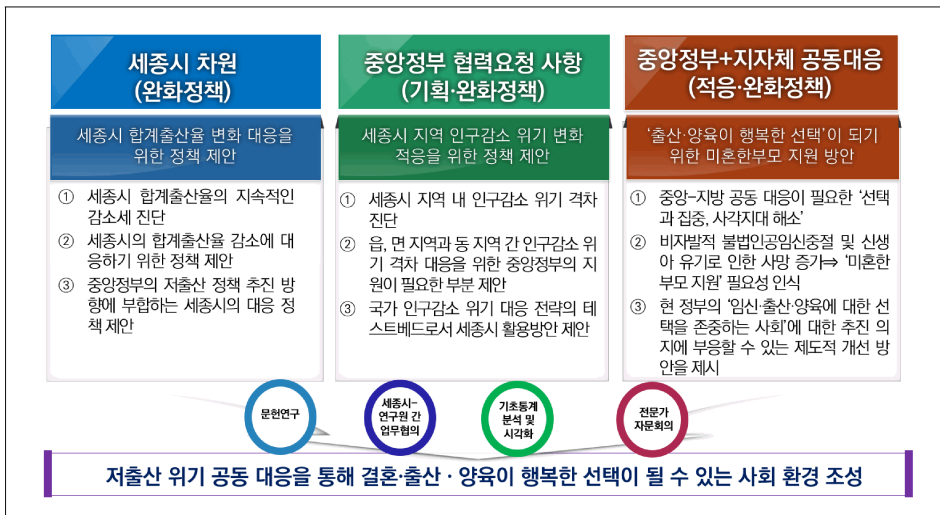 세종시 차원
(완화정책)
세종시 합계출산율 변화 대응을
위한 정책 제안
① 세종시 합계출산율의 지속적인
감소세 진단
② 세종시의 합계출산율 감소에 대
응하기 위한 정책 제안
③ 중앙정부의 저출산 정책 추진 방
향에 부합하는 세종시의 대응 정
책 제안
중앙정부 협력요청 사항
(기획·완화정책)
세종시 지역 인구감소 위기 변화
적응을 위한 정책 제안
① 세종시 지역 내 인구감소 위기 격차
진단
② 읍, 면 지역과 동 지역 간 인구감소 위
기 격차 대응을 위한 중앙정부의 지
원이 필요한 부분 제안
③ 국가 인구감소 위기 대응 전략의 테
스트베드로서 세종시 활용방안 제안
중앙정부+지자체 공동대응
(적응·완화정책)
‘출산·양육이 행복한 선택’이 되기
위한 미혼한부모 지원 방안
① 중앙-지방 공동 대응이 필요한 ‘선택
과 집중, 사각지대 해소’
② 비자발적 불법인공임신중절 및 신생
아 유기로 인한 사망 증가⇒ ‘미혼한
부모 지원’ 필요성 인식
③ 현 정부의 ‘임신·출산·양육에 대한 선
택을 존중하는 사회’에 대한 추진 의
지에 부응할 수 있는 제도적 개선 방
안을 제시
문헌연구
세종시-
연구원 간
업무협의
기초통계
분석 및
시각화
전문가
자문회의
저출산 위기 공동 대응을 통해 결혼·출산 · 양육이 행복한 선택이 될 수 있는 사회 환경 조성